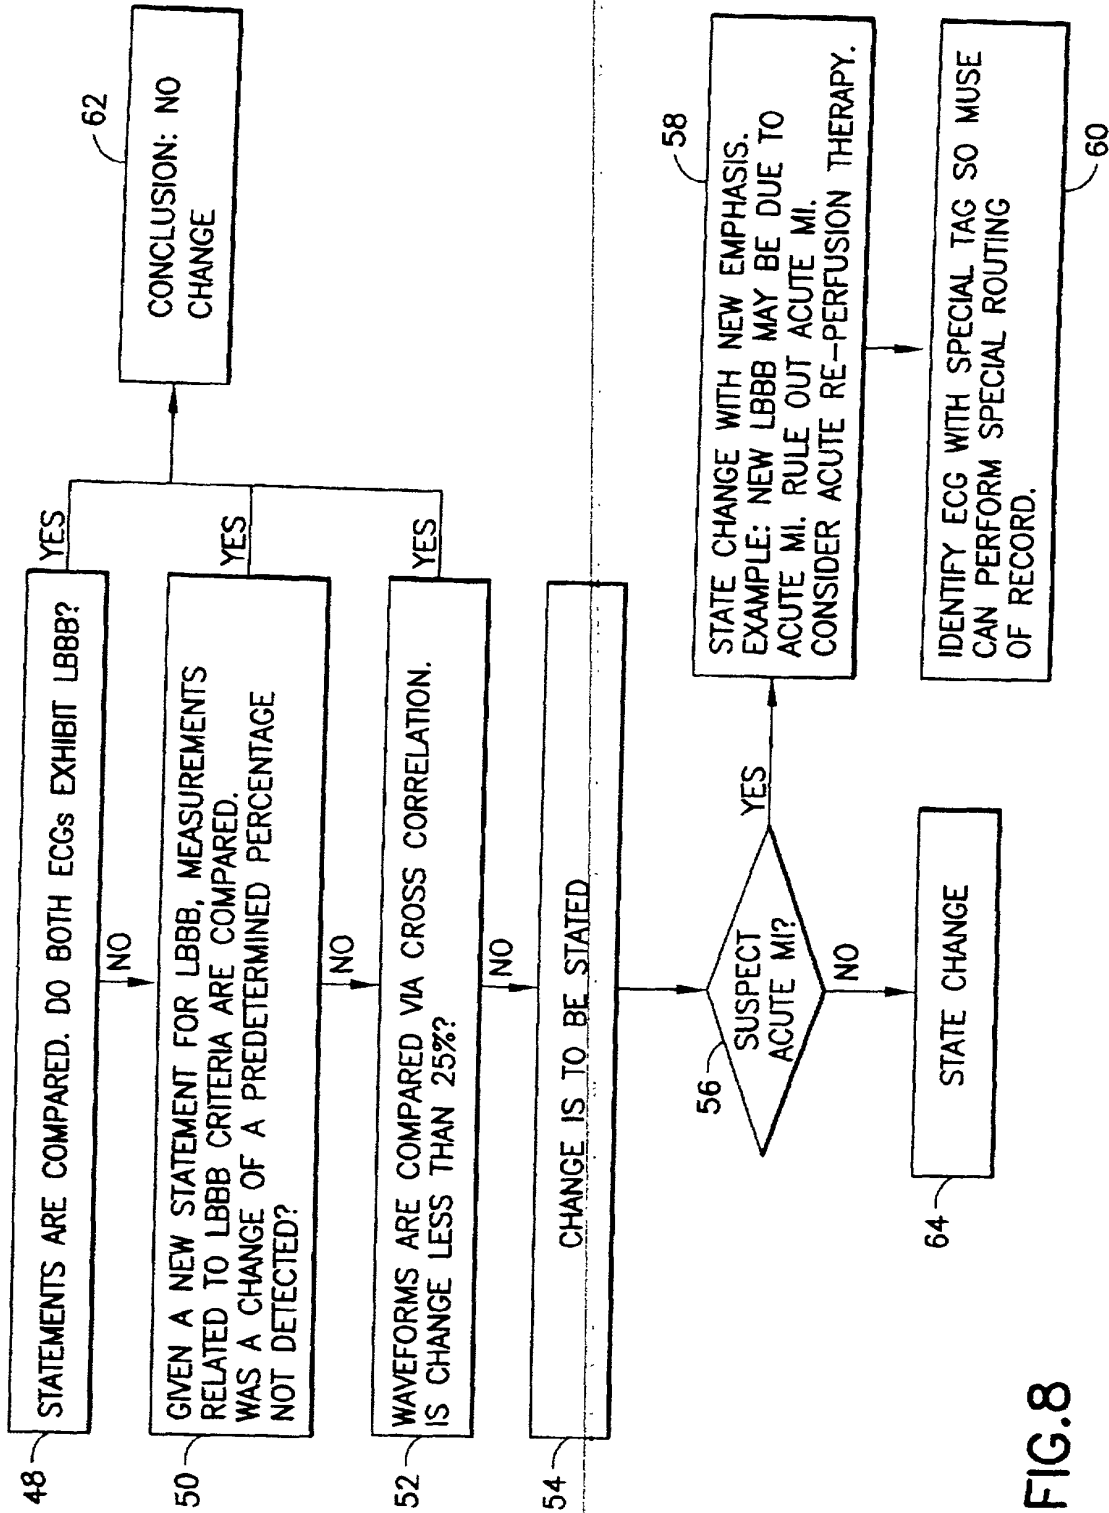 48
STATEMENTS ARE COMPARED. DO BOTH ECGs EXHIBIT LBBB?
YES
NO
62
CONCLUSION: NO
CHANGE
50
GIVEN A NEW STATEMENT FOR LBBB, MEASUREMENTS
RELATED TO LBBB CRITERIA ARE COMPARED.
WAS A CHANGE OF A PREDETERMINED PERCENTAGE
NOT DETECTED?
YES
NO
52
WAVEFORMS ARE COMPARED VIA CROSS CORRELATION.
IS CHANGE LESS THAN 25%?
YES
NO
54
CHANGE IS TO BE STATED
56
SUSPECT
ACUTE MI?
YES
NO
58
STATE CHANGE WITH NEW EMPHASIS.
EXAMPLE: NEW LBBB MAY BE DUE TO
ACUTE MI. RULE OUT ACUTE MI.
CONSIDER ACUTE RE-PERFUSION THERAPY.
64
STATE CHANGE
IDENTIFY ECG WITH SPECIAL TAG SO MUSE
CAN PERFORM SPECIAL ROUTING
OF RECORD.
60
FIG.8